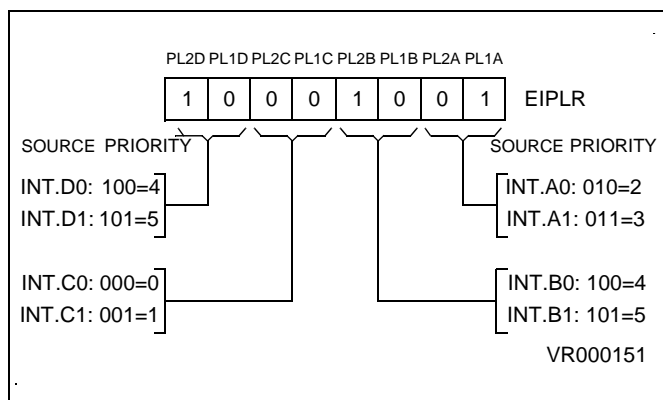 PL2D PL1D PL2C PL1C PL2B PL1B PL2A PL1A
1 0 0 0 1 0 0 1 EIPLR
SOURCE PRIORITY SOURCE PRIORITY
INT.D0: 100=4 INT.A0: 010=2
INT.D1: 101=5 INT.A1: 011=3
INT.C0: 000=0 INT.B0: 100=4
INT.C1: 001=1 INT.B1: 101=5
VR000151